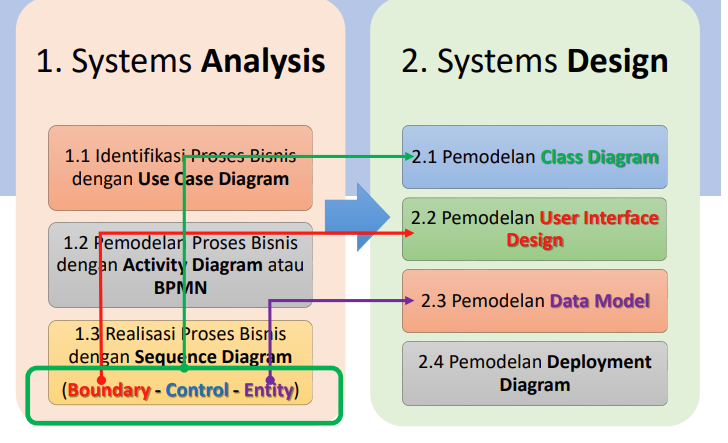 1. Systems Analysis
1.1 Identifikasi Proses Bisnis
dengan Use Case Diagram
1.2 Pemodelan Proses Bisnis
dengan Activity Diagram atau
BPMN
1.3 Realisasi Proses Bisnis
dengan Sequence Diagram
(Boundary - Control - Entity)
2. Systems Design
2.1 Pemodelan Class Diagram
2.2 Pemodelan User Interface
Design
2.3 Pemodelan Data Model
2.4 Pemodelan Deployment
Diagram